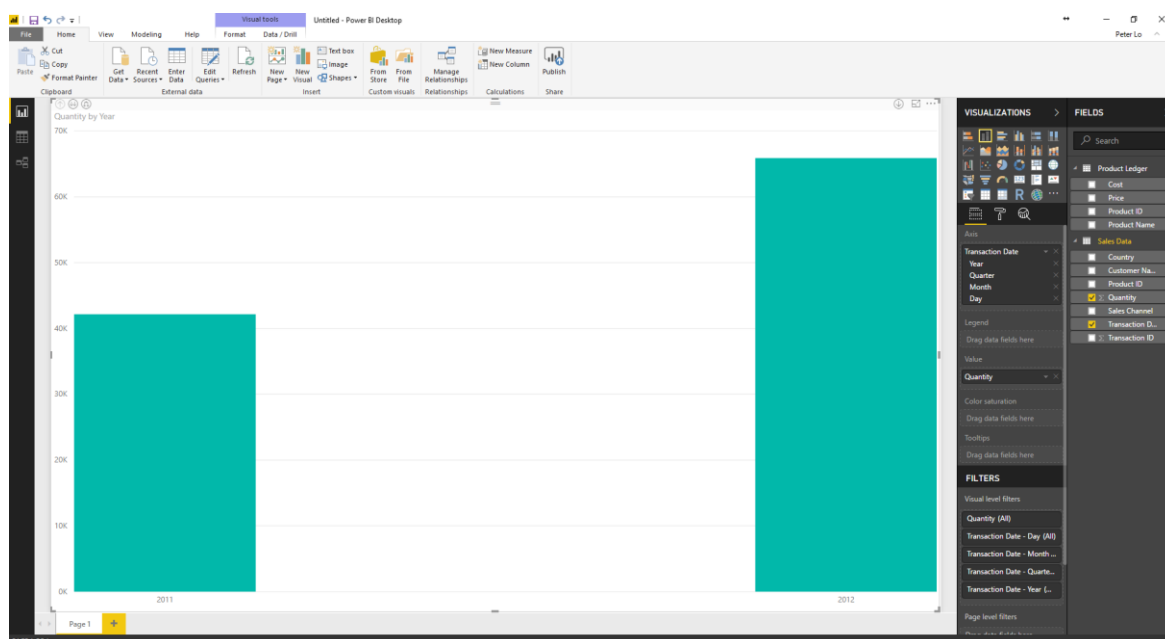 Visual tools Untitled - Power BI Desktop
File Home View Modeling Help Format Data / Drill Peter Lo
Paste
Cut
Copy
Format Painter
Clipboard
Get Data
Recent Sources
Enter Data
Edit Queries
Refresh
External data
New Page
New Visual
Text box
Image
Shapes
Insert
From Store
From File
Custom visuals
Manage Relationships
Relationships
New Measure
New Column
Calculations
Publish
Share
Quantity by Year
70K
60K
50K
40K
30K
20K
10K
0K
2011 2012
Page 1
VISUALIZATIONS
R
Axis
Transaction Date
Year
Quarter
Month
Day
Legend
Drag data fields here
Value
Quantity
Color saturation
Drag data fields here
Tooltips
Drag data fields here
FILTERS
Visual level filters
Quantity (All)
Transaction Date - Day (All)
Transaction Date - Month ...
Transaction Date - Quarte...
Transaction Date - Year (...
Page level filters
Drag data fields here
FIELDS
Search
Product Ledger
Cost
Price
Product ID
Product Name
Sales Data
Country
Customer Na...
Product ID
Σ Quantity
Sales Channel
Transaction D...
Σ Transaction ID